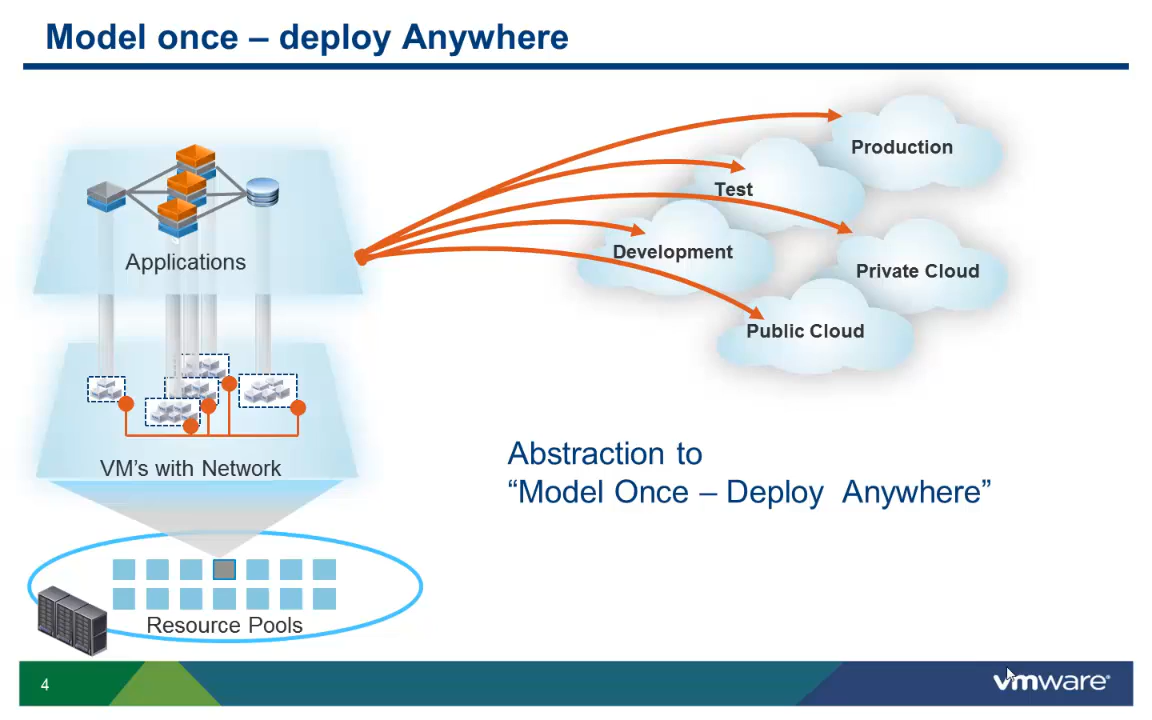 Model once – deploy Anywhere
Production
Test
Development
Private Cloud
Public Cloud
Applications
VM’s with Network
Resource Pools
Abstraction to
“Model Once – Deploy  Anywhere”
4
vmware®